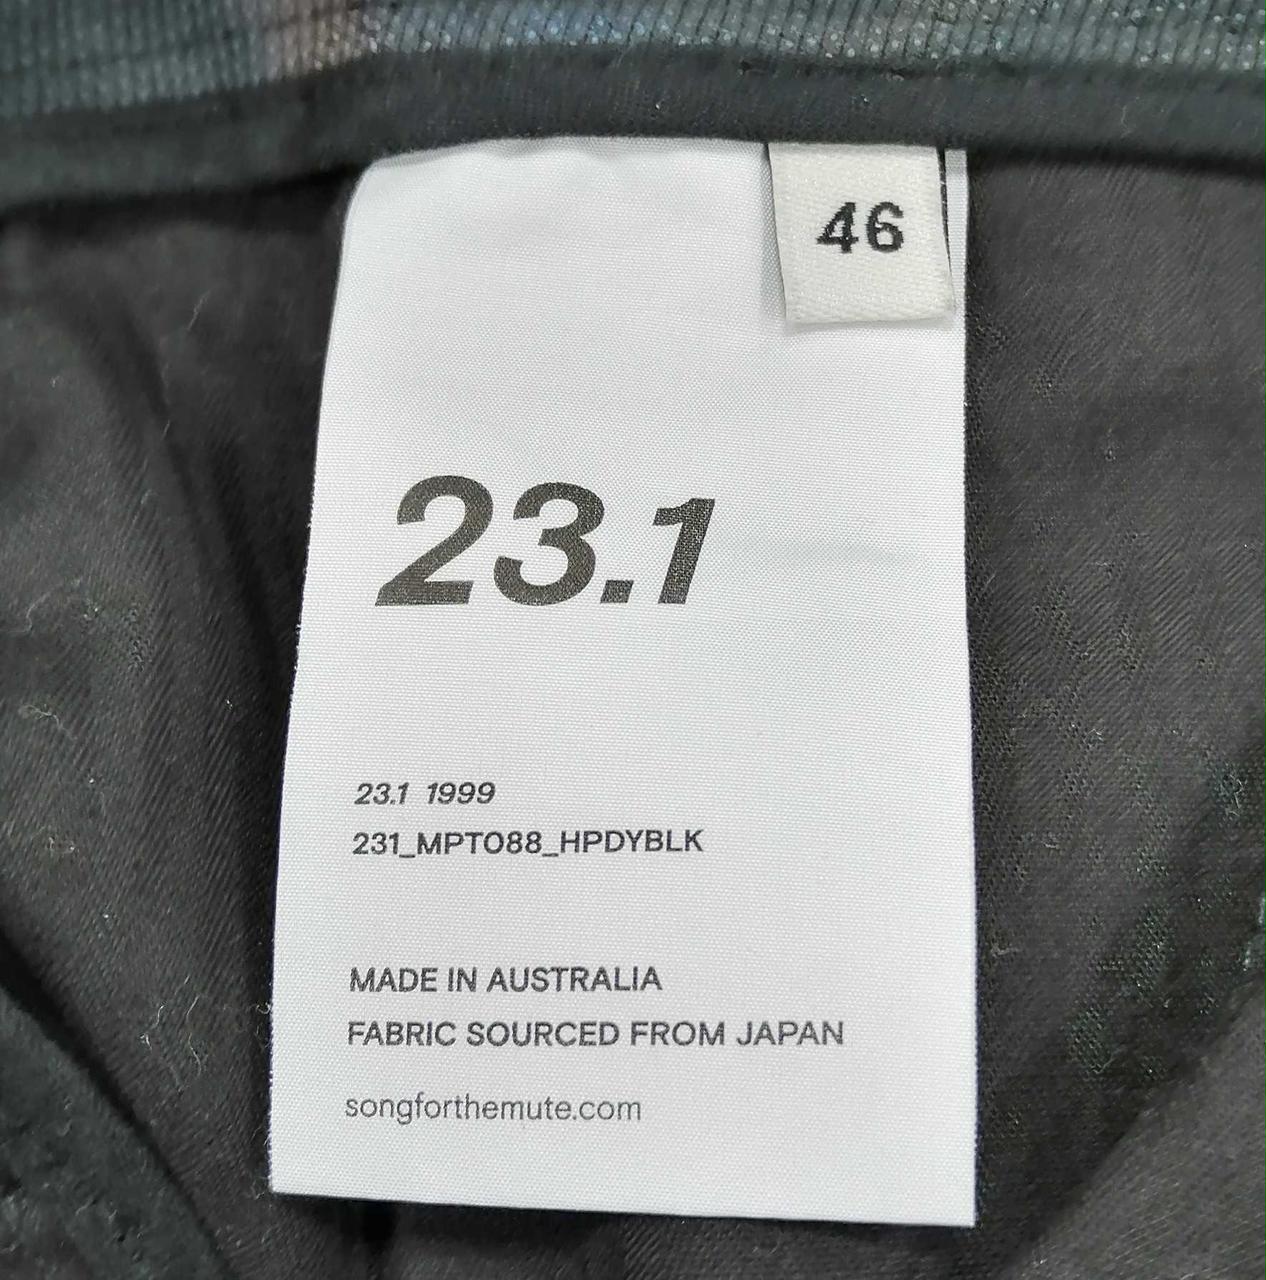 46
23.1
23.1 1999
231_MPT088_HPDYBLK
MADE IN AUSTRALIA
FABRIC SOURCED FROM JAPAN
songforthemute.com